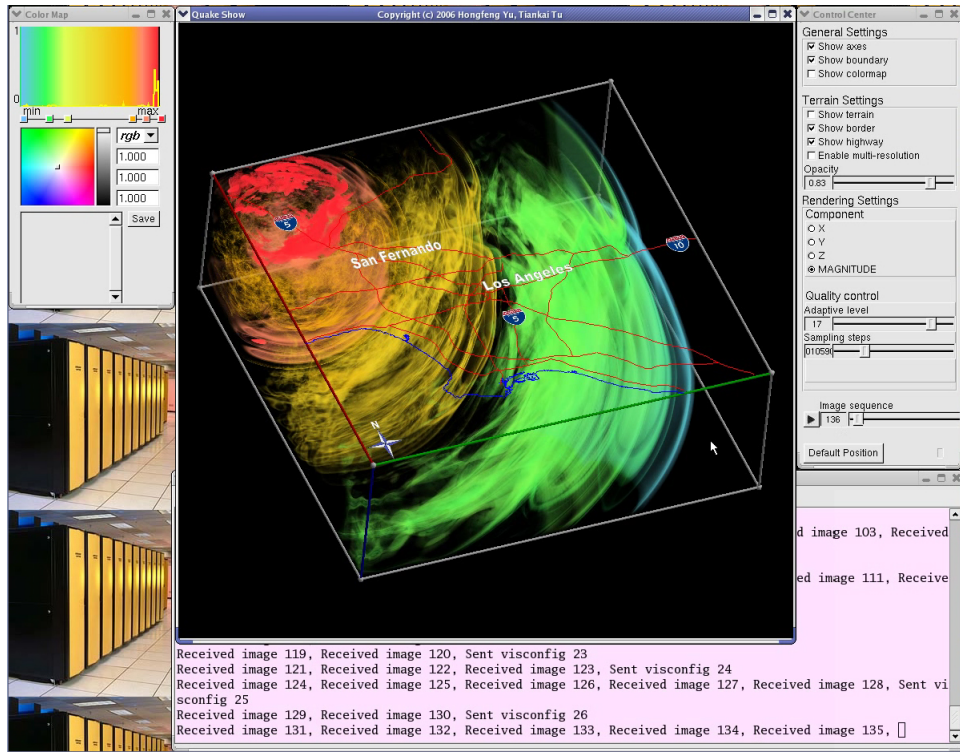 Color Map
1
0
min
max
rgb
1.000
1.000
1.000
Save
Quake Show
Copyright (c) 2006 Hongfeng Yu, Tiankai Tu
5
San Fernando
Los Angeles
10
5
N
Control Center
General Settings
Show axes
Show boundary
Show colormap
Terrain Settings
Show terrain
Show border
Show highway
Enable multi-resolution
Opacity
0.83
Rendering Settings
Component
X
Y
Z
MAGNITUDE
Quality control
Adaptive level
17
Sampling steps
01059
Image sequence
136
Default Position
d image 103, Received
ed image 111, Receive
Received image 119, Received image 120, Sent visconfig 23
Received image 121, Received image 122, Received image 123, Sent visconfig 24
Received image 124, Received image 125, Received image 126, Received image 127, Received image 128, Sent vi
sconfig 25
Received image 129, Received image 130, Sent visconfig 26
Received image 131, Received image 132, Received image 133, Received image 134, Received image 135,